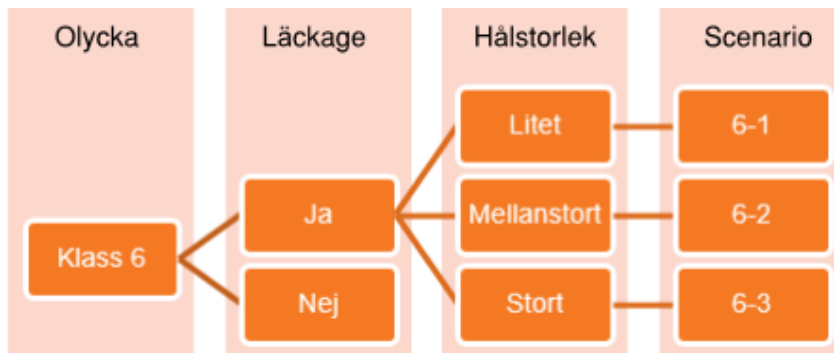 Olycka
Läckage
Hålstorlek
Scenario
Litet
6-1
Ja
Mellanstort
6-2
Klass 6
Nej
Stort
6-3